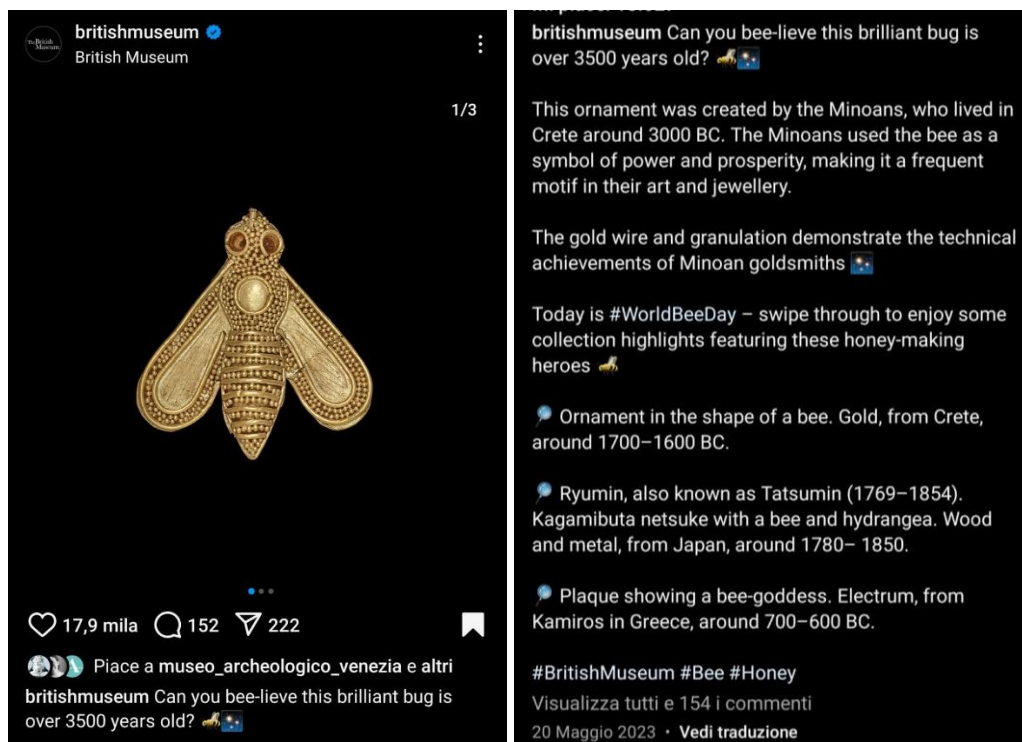 The British Museum
britishmuseum
British Museum
1/3
17,9 mila 152 222
Piace a museo_archeologico_venezia e altri
britishmuseum Can you bee-lieve this brilliant bug is
over 3500 years old? 🐝🎇
britishmuseum Can you bee-lieve this brilliant bug is
over 3500 years old? 🐝🎇
This ornament was created by the Minoans, who lived in
Crete around 3000 BC. The Minoans used the bee as a
symbol of power and prosperity, making it a frequent
motif in their art and jewellery.
The gold wire and granulation demonstrate the technical
achievements of Minoan goldsmiths 🎇
Today is #WorldBeeDay – swipe through to enjoy some
collection highlights featuring these honey-making
heroes 🐝
🔎 Ornament in the shape of a bee. Gold, from Crete,
around 1700–1600 BC.
🔎 Ryumin, also known as Tatsumin (1769–1854).
Kagamibuta netsuke with a bee and hydrangea. Wood
and metal, from Japan, around 1780– 1850.
🔎 Plaque showing a bee-goddess. Electrum, from
Kamiros in Greece, around 700–600 BC.
#BritishMuseum #Bee #Honey
Visualizza tutti e 154 i commenti
20 Maggio 2023 • Vedi traduzione